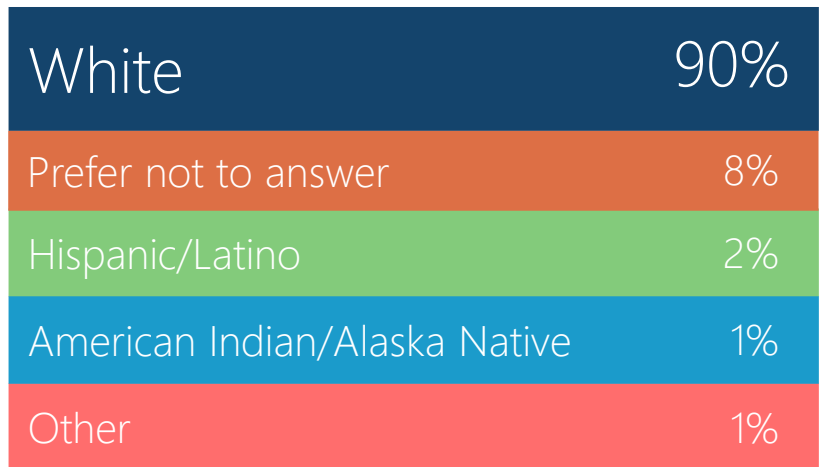 White 90%
Prefer not to answer 8%
Hispanic/Latino 2%
American Indian/Alaska Native 1%
Other 1%